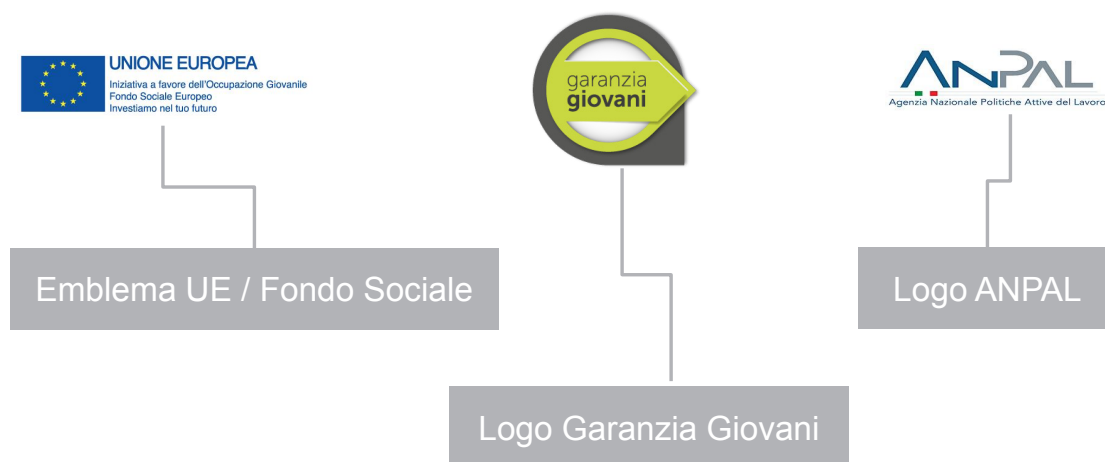 UNIONE EUROPEA
Iniziativa a favore dell'Occupazione Giovanile
Fondo Sociale Europeo
Investiamo nel tuo futuro
garanzia
giovani
ANPAL
Agenzia Nazionale Politiche Attive del Lavoro
Emblema UE / Fondo Sociale
Logo ANPAL
Logo Garanzia Giovani